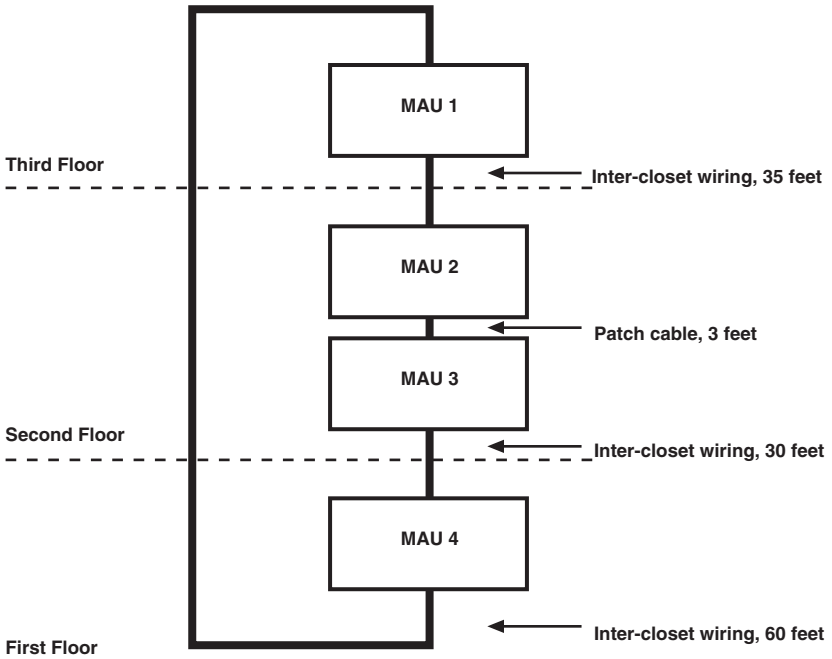 MAU 1
Third Floor
Inter-closet wiring, 35 feet
MAU 2
Patch cable, 3 feet
MAU 3
Second Floor
Inter-closet wiring, 30 feet
MAU 4
Inter-closet wiring, 60 feet
First Floor